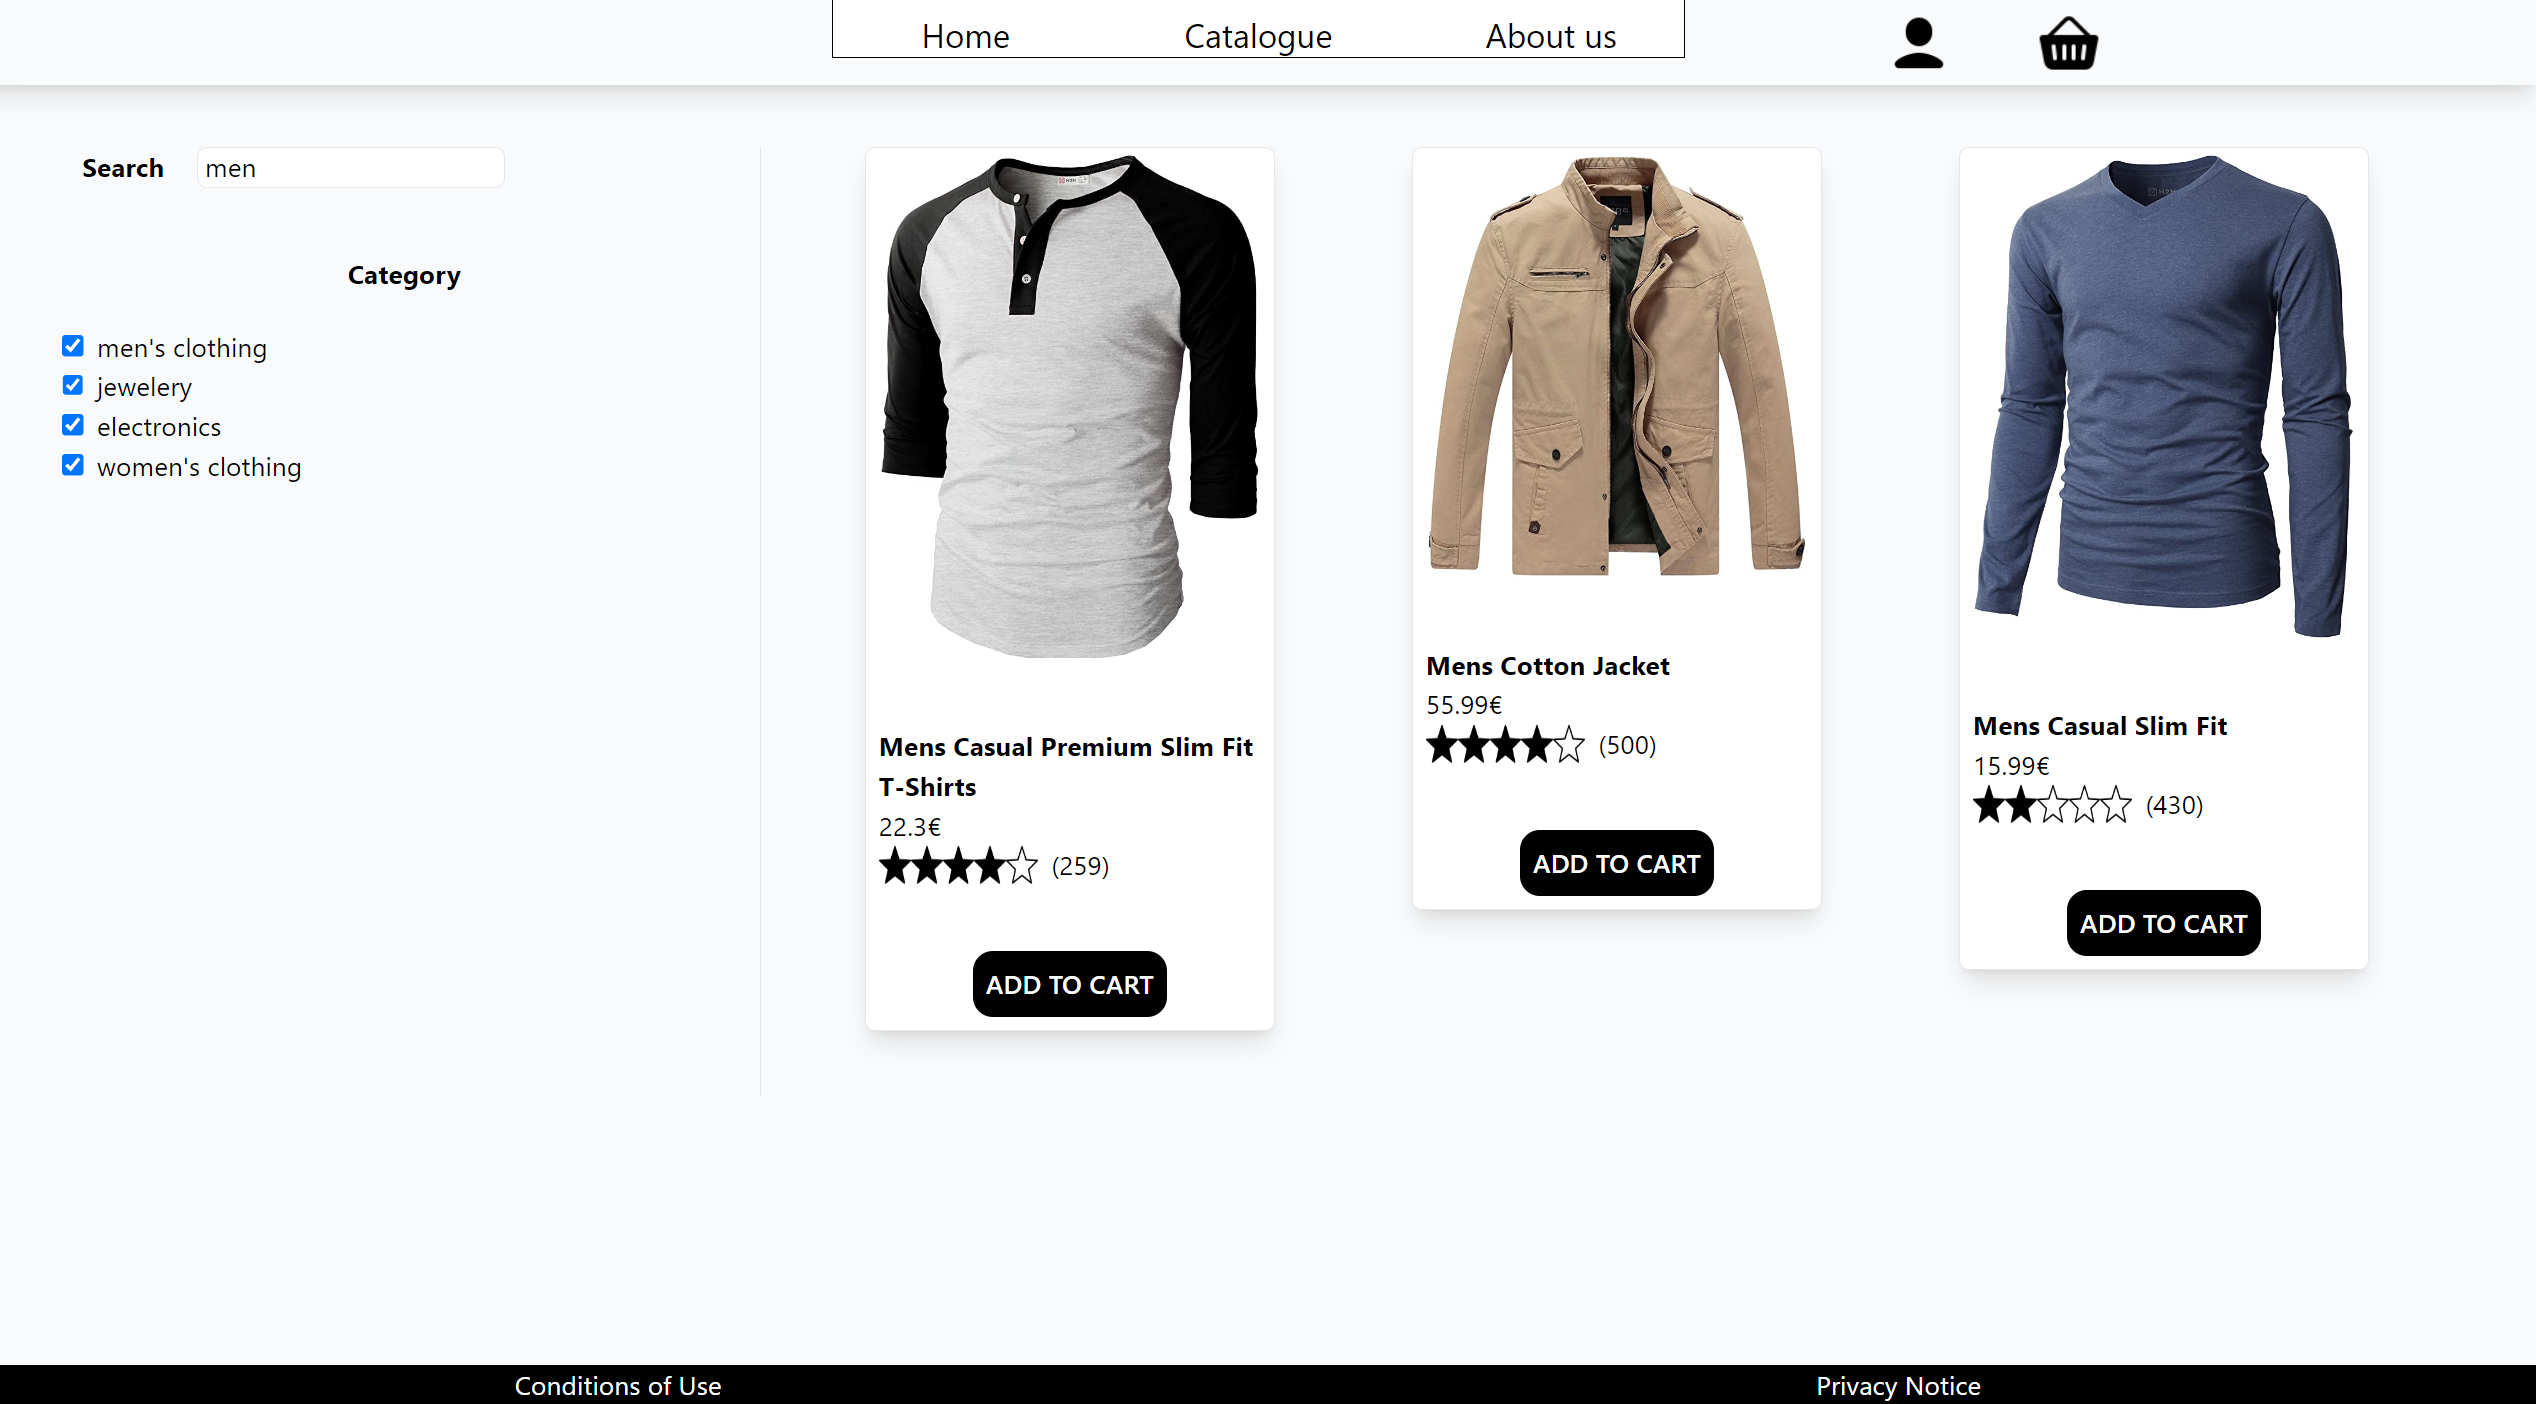 Home
Catalogue
About us
Search
men
Category
men's clothing
jewelery
electronics
women's clothing
Mens Casual Premium Slim Fit
T-Shirts
22.3€
(259)
ADD TO CART
Mens Cotton Jacket
55.99€
(500)
ADD TO CART
Mens Casual Slim Fit
15.99€
(430)
ADD TO CART
Conditions of Use
Privacy Notice